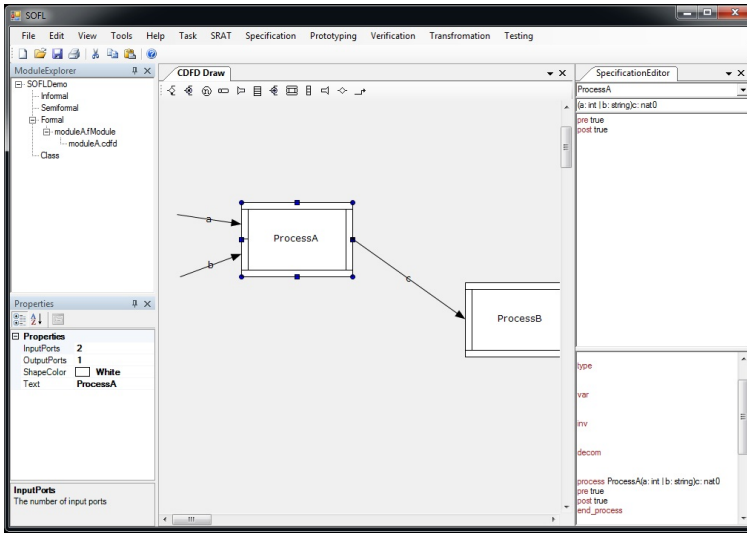 SOFL
File Edit View Tools Help Task SRAT Specification Prototyping Verification Transfromation Testing
ModuleExplorer
SOFLDemo
Informal
Semiformal
Formal
moduleA.fModule
moduleA.cdfd
Class
Properties
Properties
InputPorts 2
OutputPorts 1
ShapeColor White
Text ProcessA
InputPorts
The number of input ports
CDFD Draw
a
b
ProcessA
c
ProcessB
SpecificationEditor
ProcessA
(a: int | b: string)c: nat0
pre true
post true
type
var
inv
decom
process ProcessA(a: int | b: string)c: nat0
pre true
post true
end_process